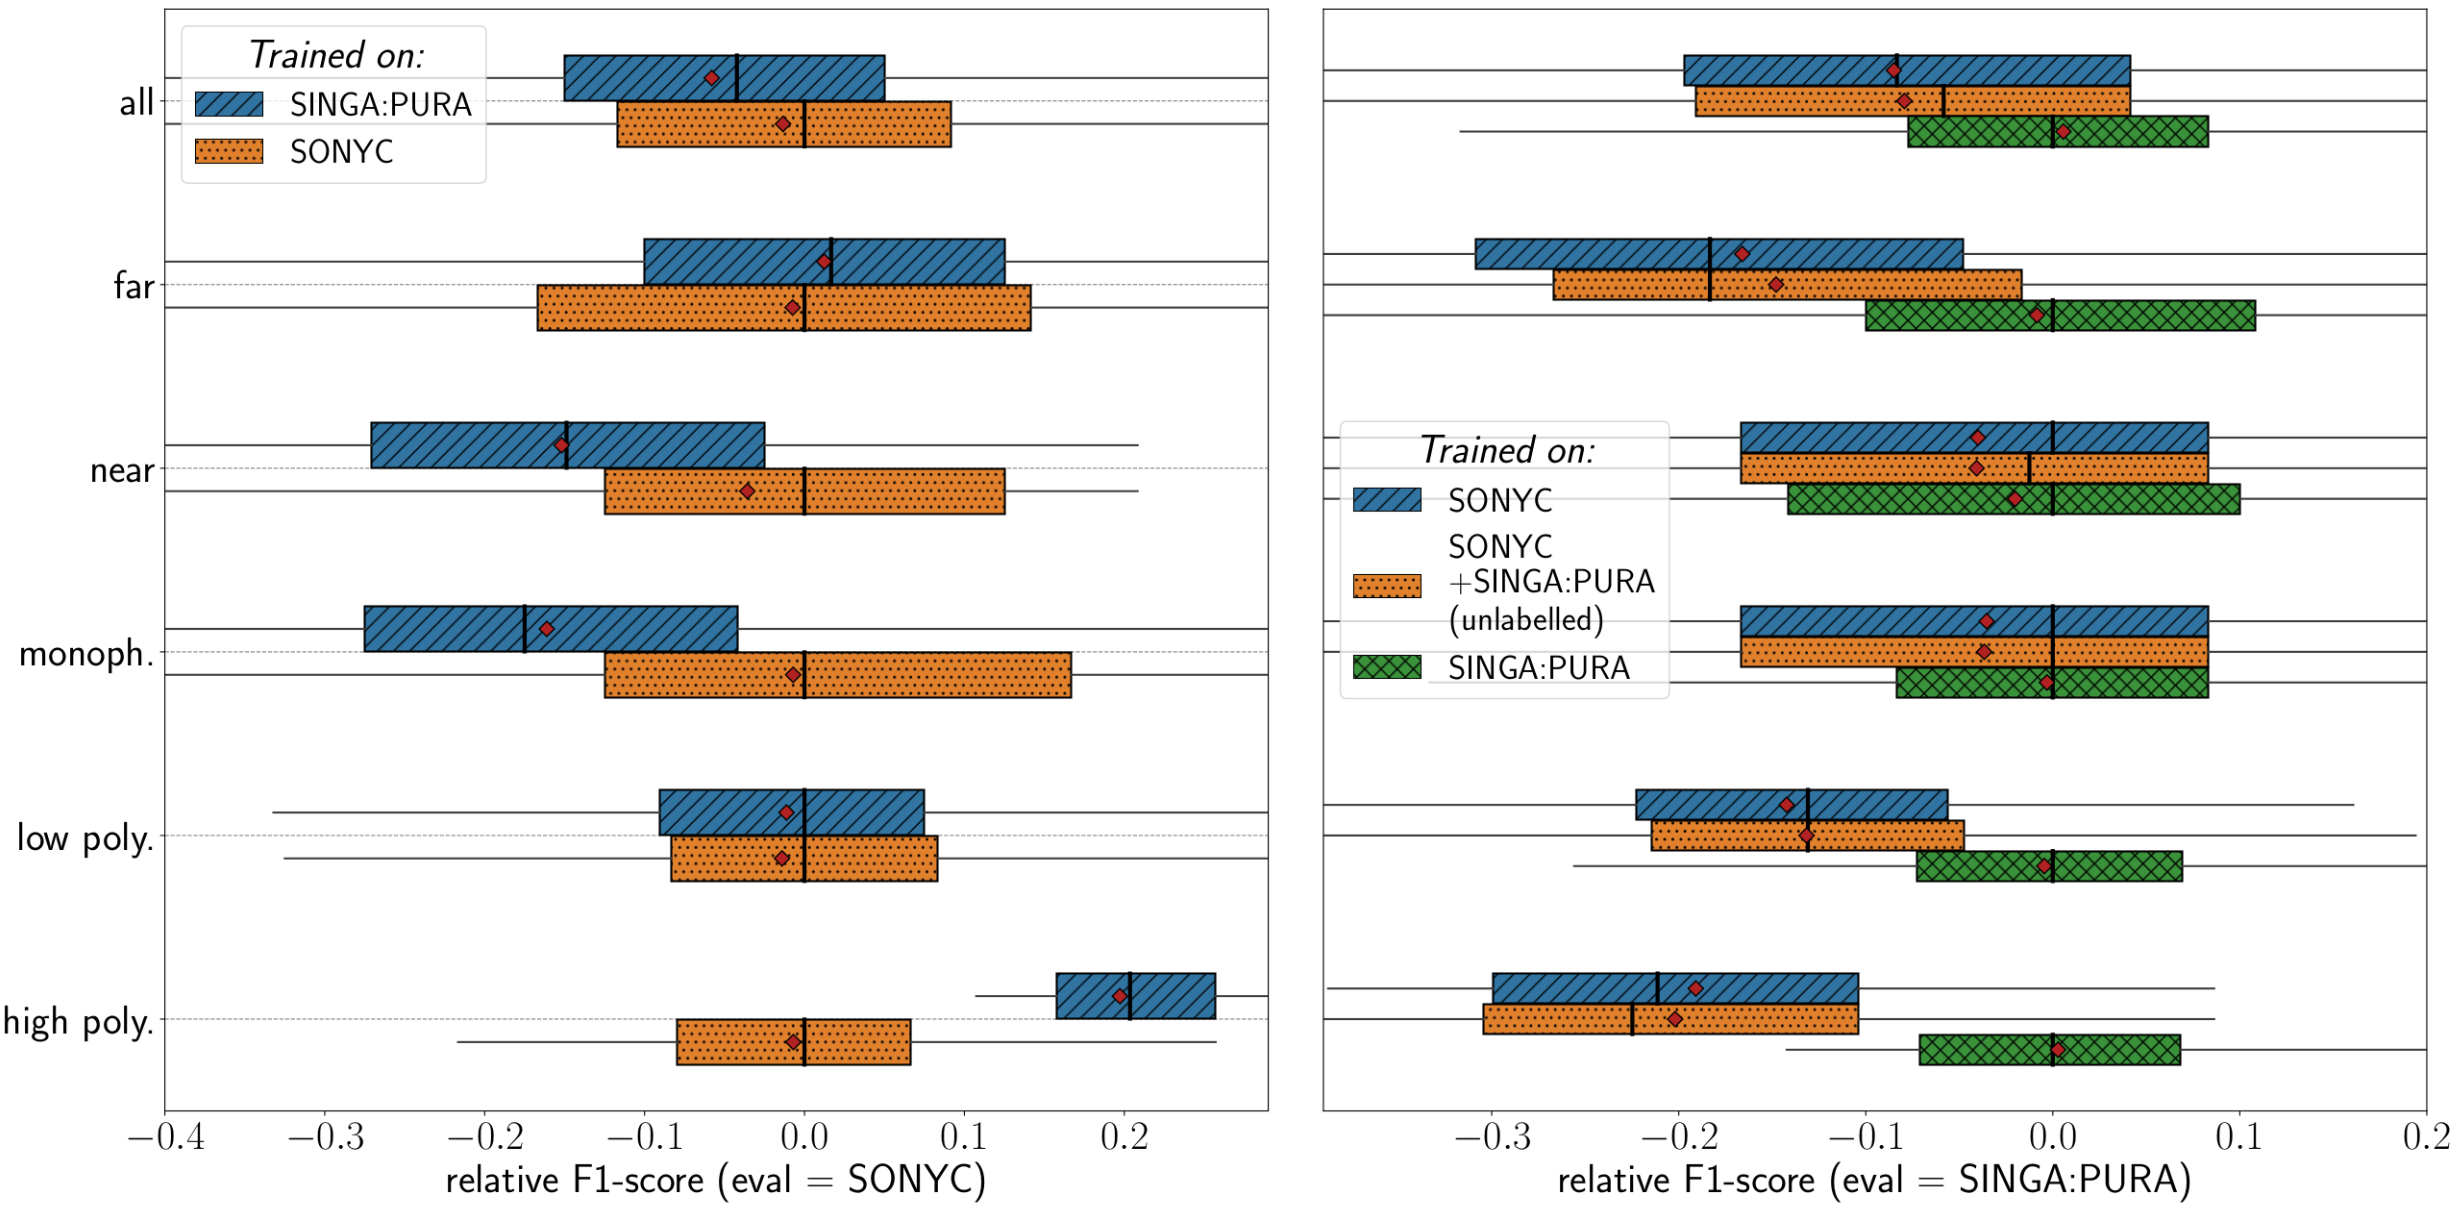 Trained on:
SINGA:PURA
SONYC
all
far
near
monoph.
low poly.
high poly.
−0.4 −0.3 −0.2 −0.1 0.0 0.1 0.2
relative F1-score (eval = SONYC)
Trained on:
SONYC
SONYC
+SINGA:PURA
(unlabelled)
SINGA:PURA
−0.3 −0.2 −0.1 0.0 0.1 0.2
relative F1-score (eval = SINGA:PURA)